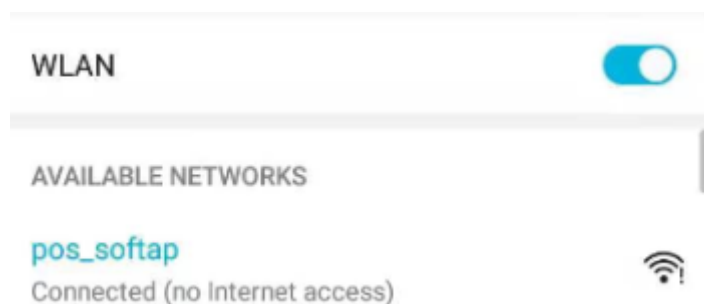 WLAN
AVAILABLE NETWORKS
pos_softap
Connected (no Internet access)